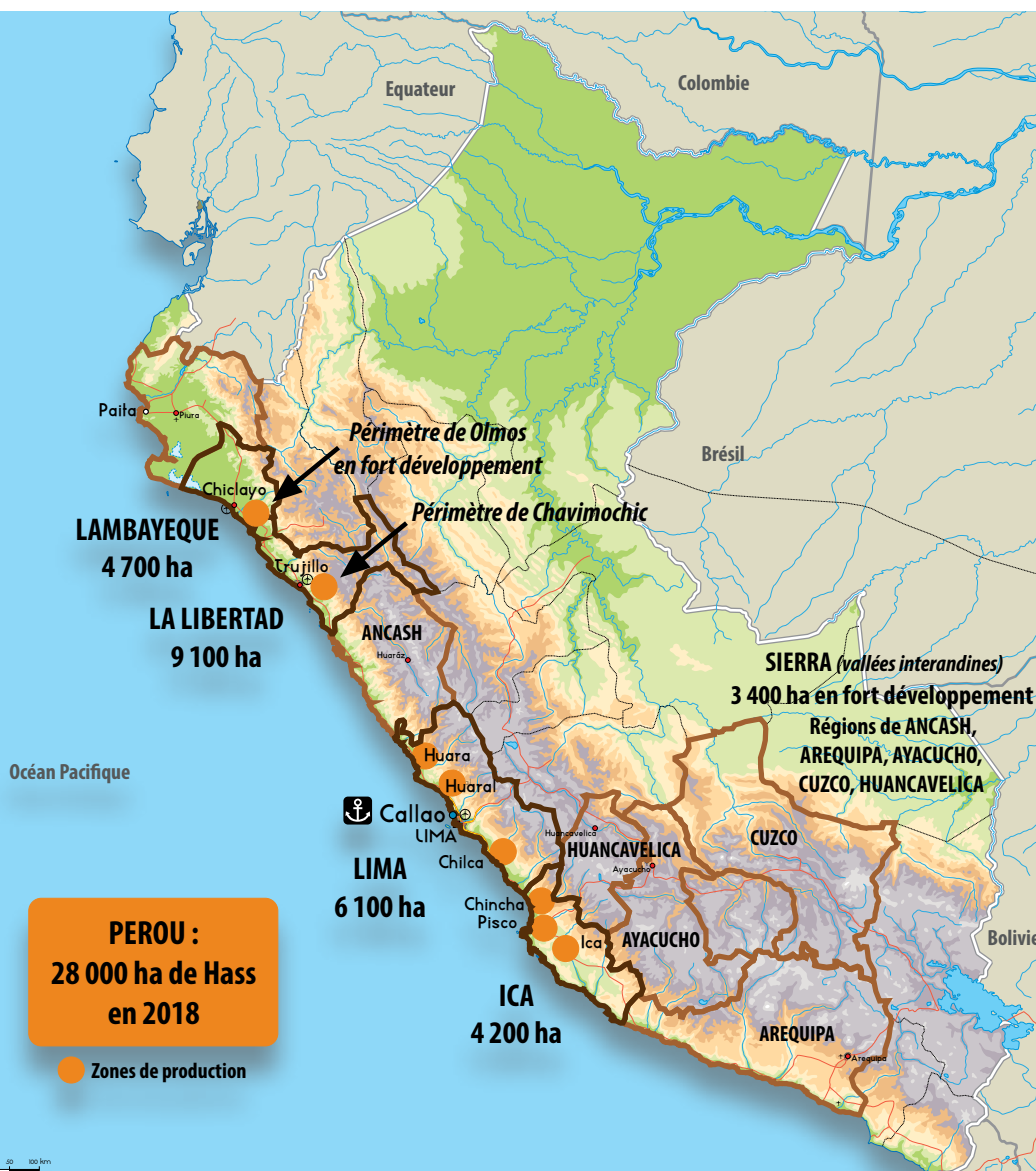 Equateur
Colombie
Brésil
Paita
Piura
Périmètre de Olmos
en fort développement
Chiclayo
Périmètre de Chavimochic
LAMBAYEQUE
4 700 ha
Trujillo
LA LIBERTAD
9 100 ha
ANCASH
Huaráz
SIERRA (vallées interandines)
3 400 ha en fort développement
Régions de ANCASH,
AREQUIPA, AYACUCHO,
CUZCO, HUANCAVELICA
Océan Pacifique
Huara
Huaral
Callao
LIMA
Chilca
LIMA
6 100 ha
Huancavelica
HUANCAVELICA
Ayacucho
CUZCO
Chincha
Pisco
Ica
AYACUCHO
Bolivie
ICA
4 200 ha
AREQUIPA
Arequipa
PEROU :
28 000 ha de Hass
en 2018
Zones de production
50 100 km